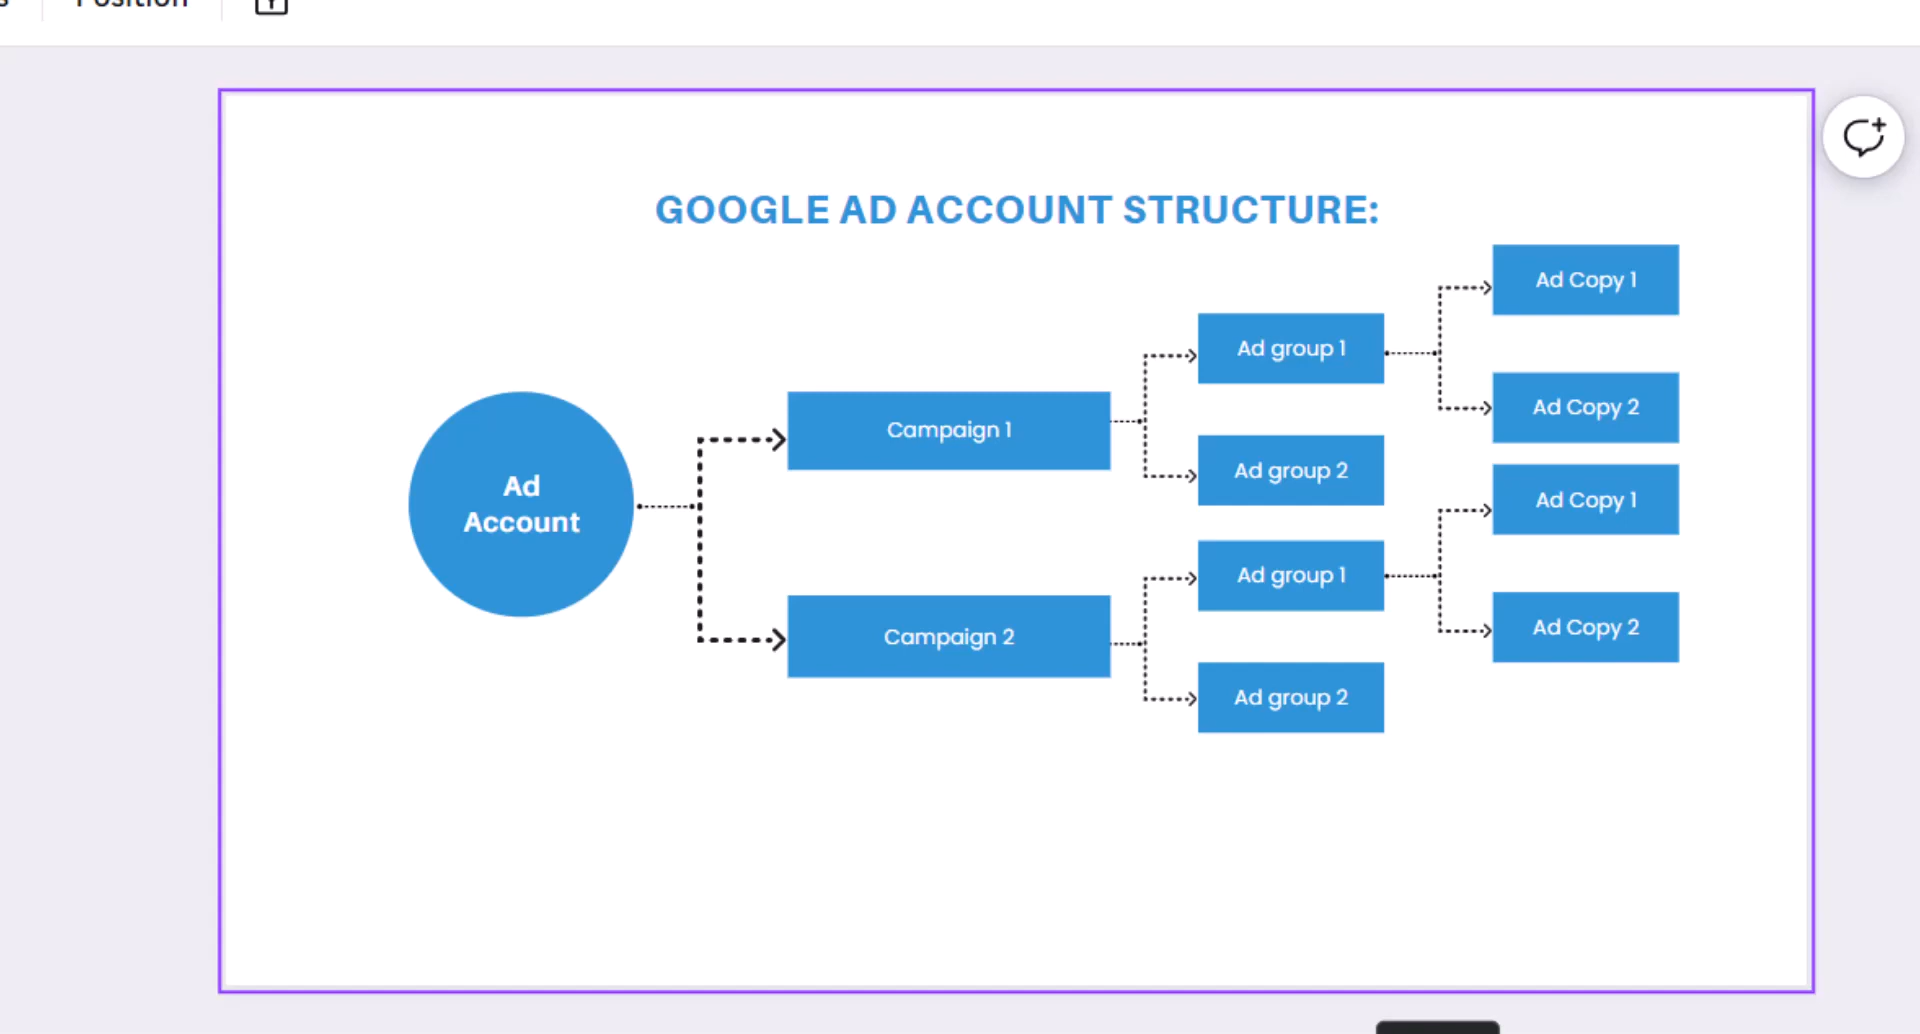 Position
GOOGLE AD ACCOUNT STRUCTURE:
Ad
Account
Campaign 1
Campaign 2
Ad group 1
Ad group 2
Ad group 1
Ad group 2
Ad Copy 1
Ad Copy 2
Ad Copy 1
Ad Copy 2